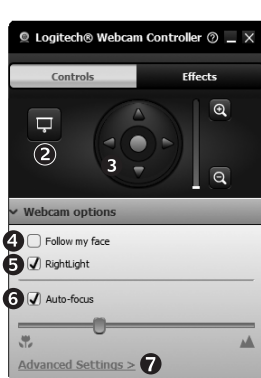 Logitech® Webcam Controller
Controls Effects
2
3
Webcam options
4 Follow my face
5 RightLight
6 Auto-focus
Advanced Settings > 7